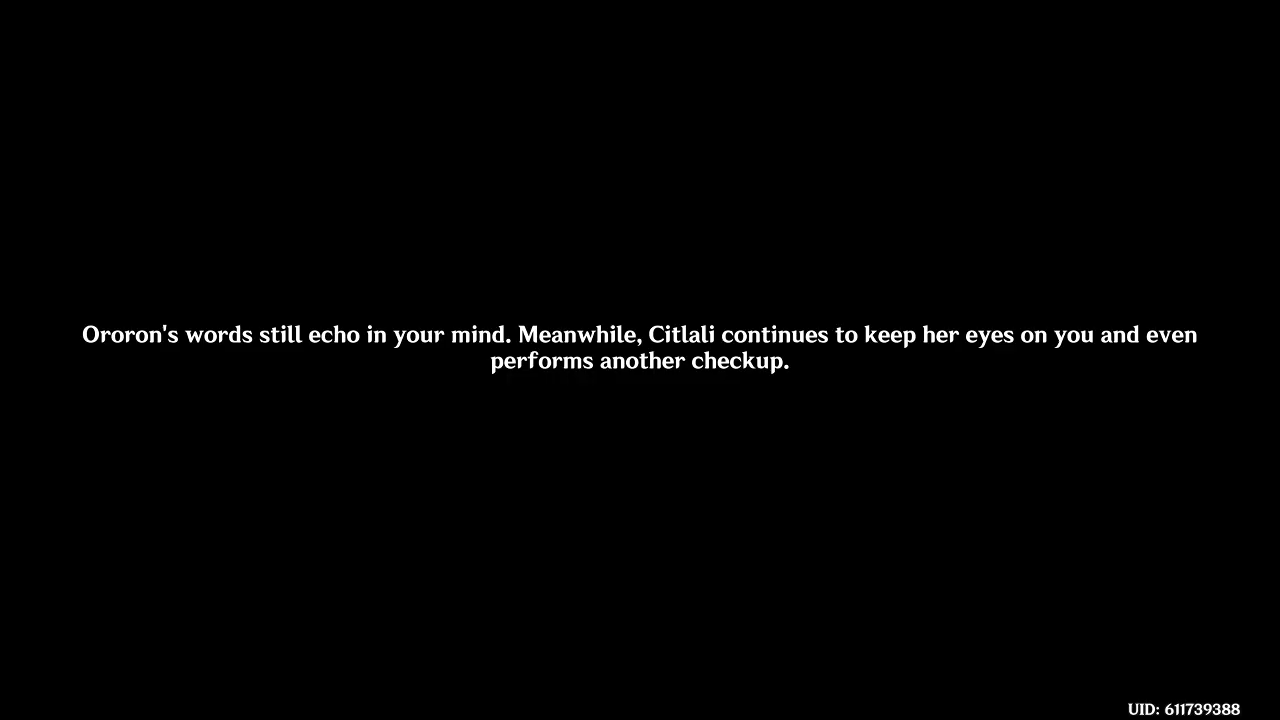 Ororon's words still echo in your mind. Meanwhile, Citlali continues to keep her eyes on you and even
performs another checkup.
UID: 611739388